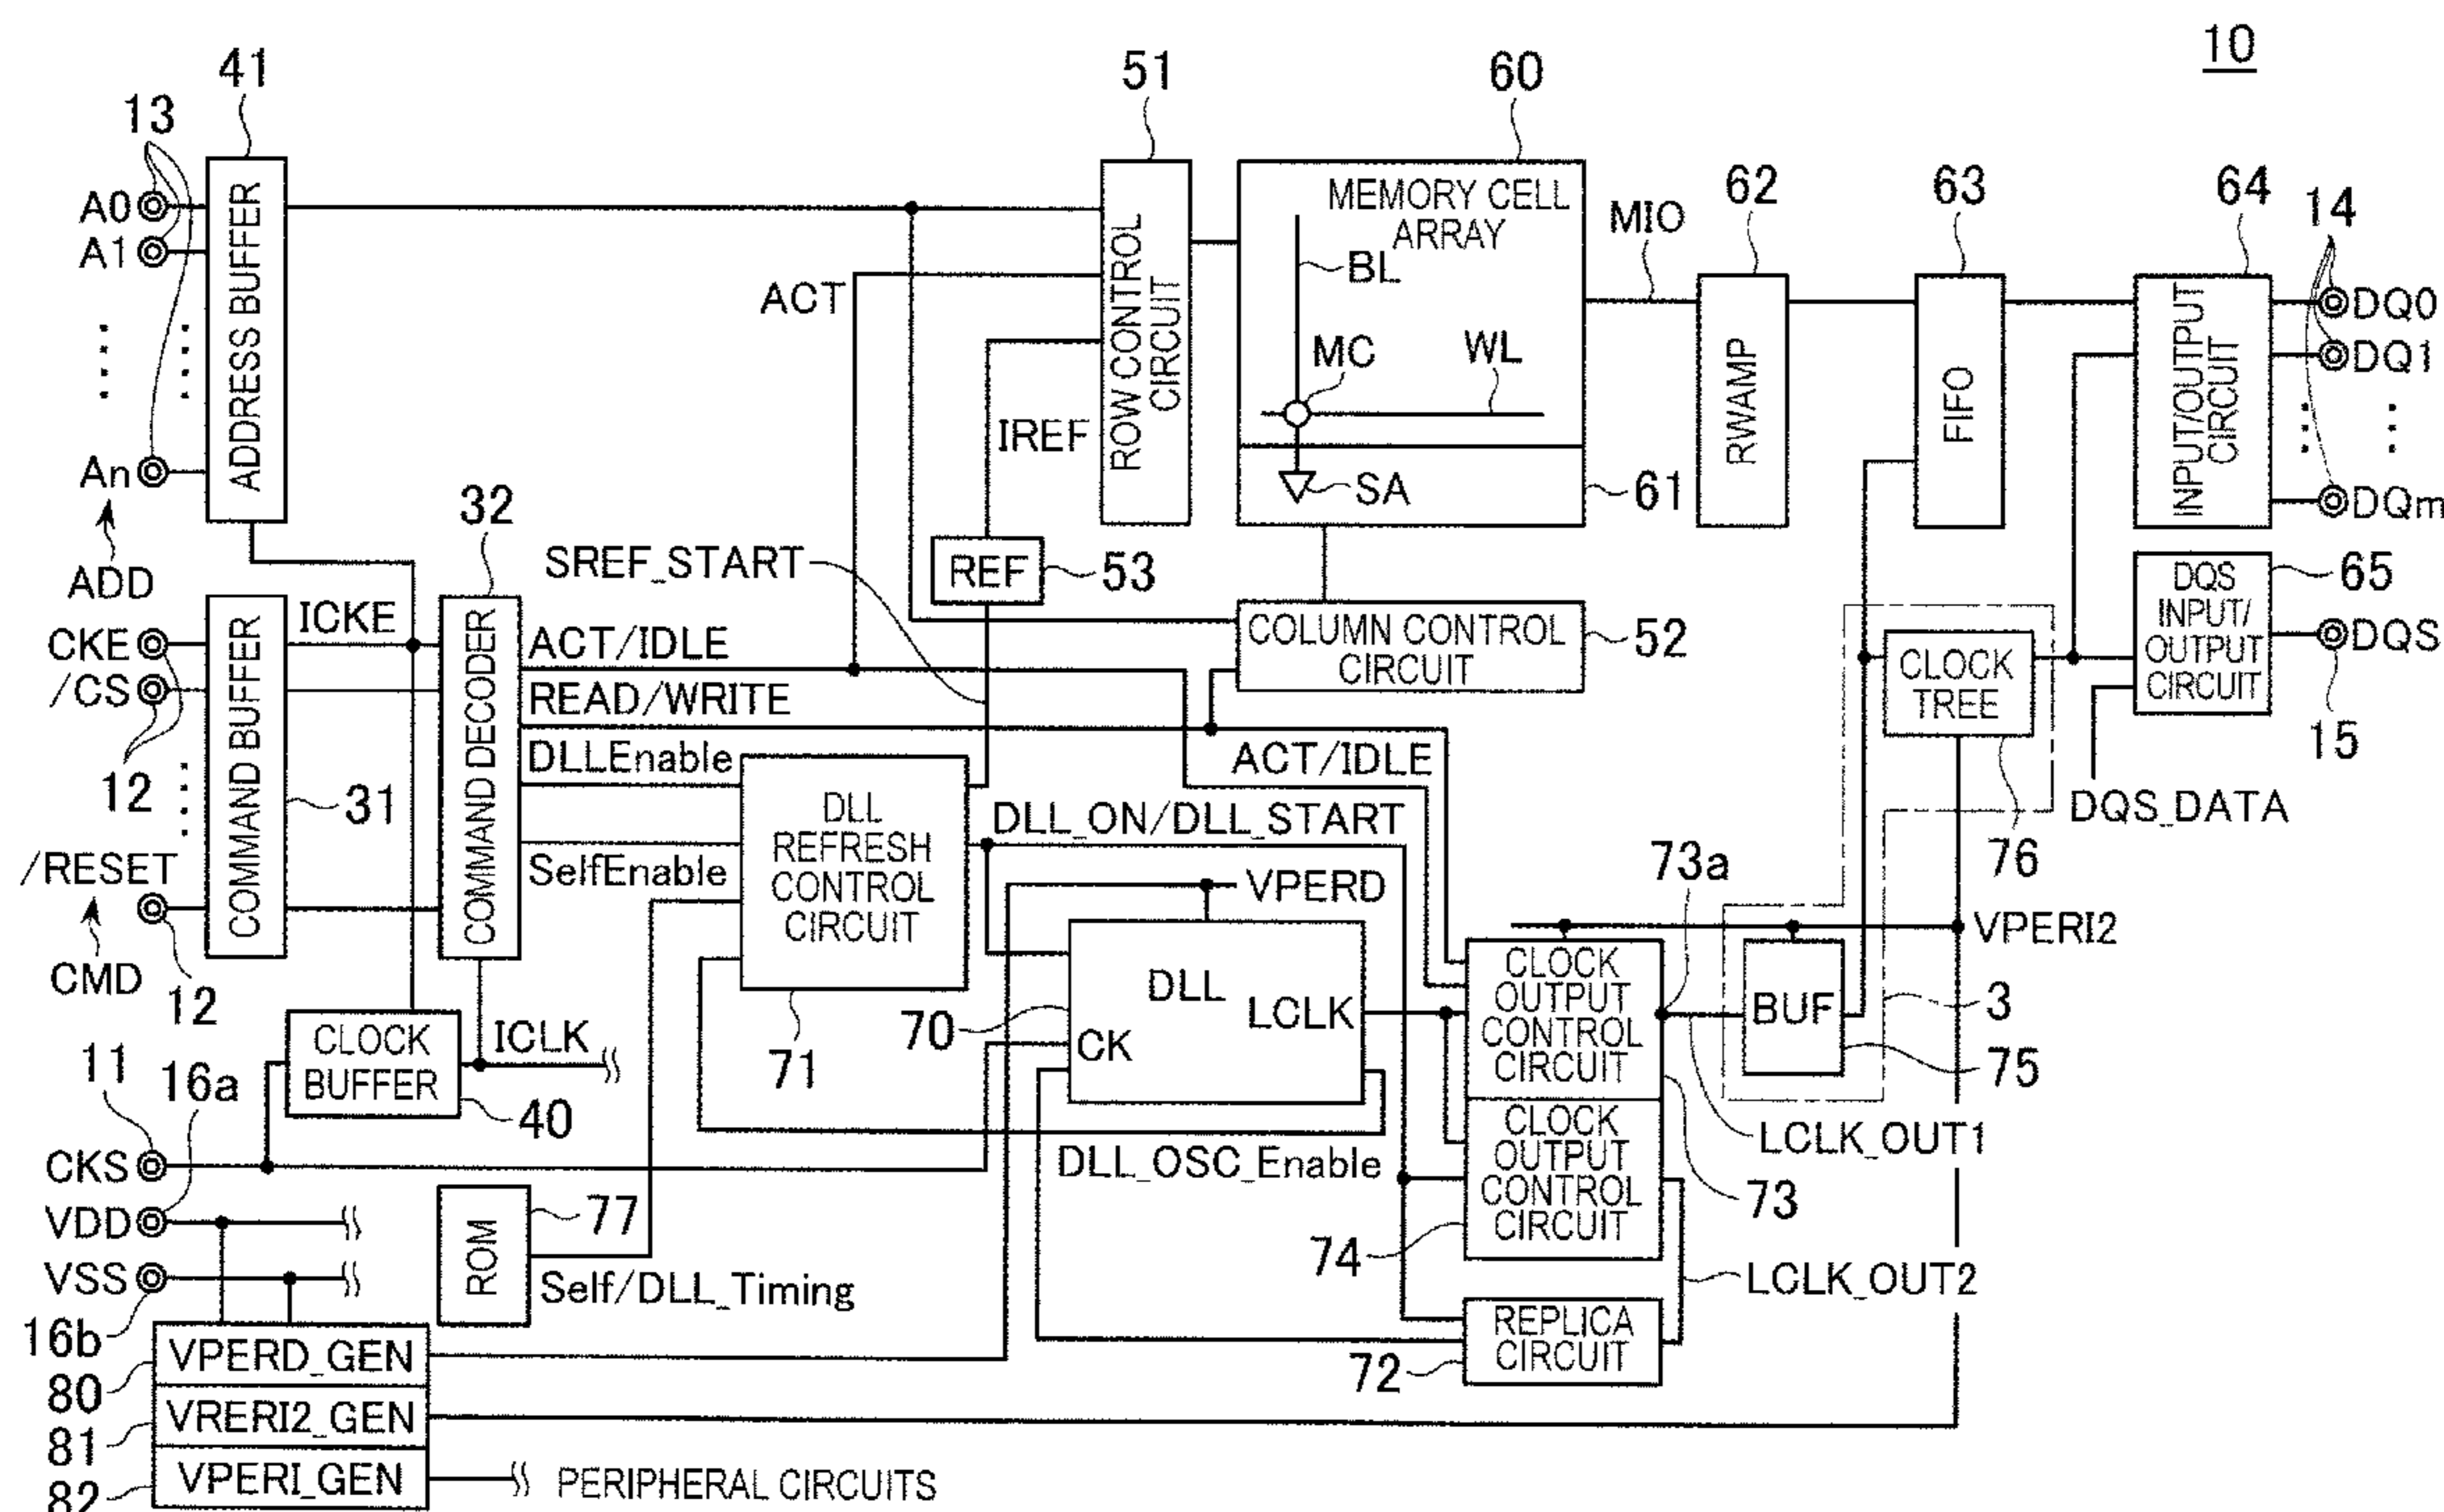 10
41
51
60
13
62
63
64
14
A0
A1
An
ADD
ADDRESS BUFFER
ACT
IREF
ROW CONTROL
CIRCUIT
MEMORY CELL
ARRAY
BL
MC
WL
SA
61
MIO
RWAMP
FIFO
INPUT/OUTPUT
CIRCUIT
DQ0
DQ1
DQm
32
SREF_START
REF
53
65
DQS
INPUT/
OUTPUT
CIRCUIT
DQS
15
CKE
/CS
12
/RESET
CMD
12
COMMAND BUFFER
31
ICKE
COMMAND DECODER
ACT/IDLE
READ/WRITE
DLLEnable
SelfEnable
COLUMN CONTROL
CIRCUIT
52
CLOCK
TREE
76
DQS_DATA
ACT/IDLE
DLL
REFRESH
CONTROL
CIRCUIT
71
DLL_ON/DLL_START
VPERD
73a
VPERI2
DLL
LCLK
CK
70
CLOCK
OUTPUT
CONTROL
CIRCUIT
BUF
3
75
CLOCK
BUFFER
40
ICLK
11
16a
CKS
VDD
VSS
16b
DLL_OSC_Enable
CLOCK
OUTPUT
CONTROL
CIRCUIT
LCLK_OUT1
73
74
LCLK_OUT2
ROM
77
Self/DLL_Timing
REPLICA
CIRCUIT
72
VPERD_GEN
80
VRERI2_GEN
81
VPERI_GEN
82
PERIPHERAL CIRCUITS